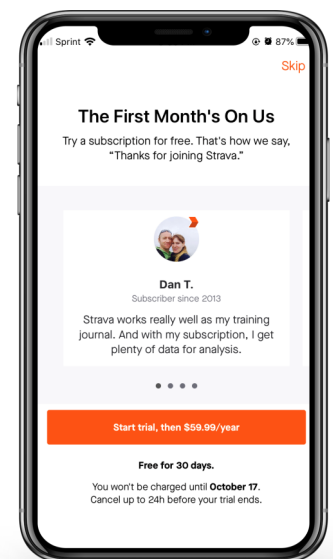 Sprint 87%
Skip
The First Month's On Us
Try a subscription for free. That's how we say,
“Thanks for joining Strava.”
Dan T.
Subscriber since 2013
Strava works really well as my training
journal. And with my subscription, I get
plenty of data for analysis.
Start trial, then $59.99/year
Free for 30 days.
You won't be charged until October 17.
Cancel up to 24h before your trial ends.